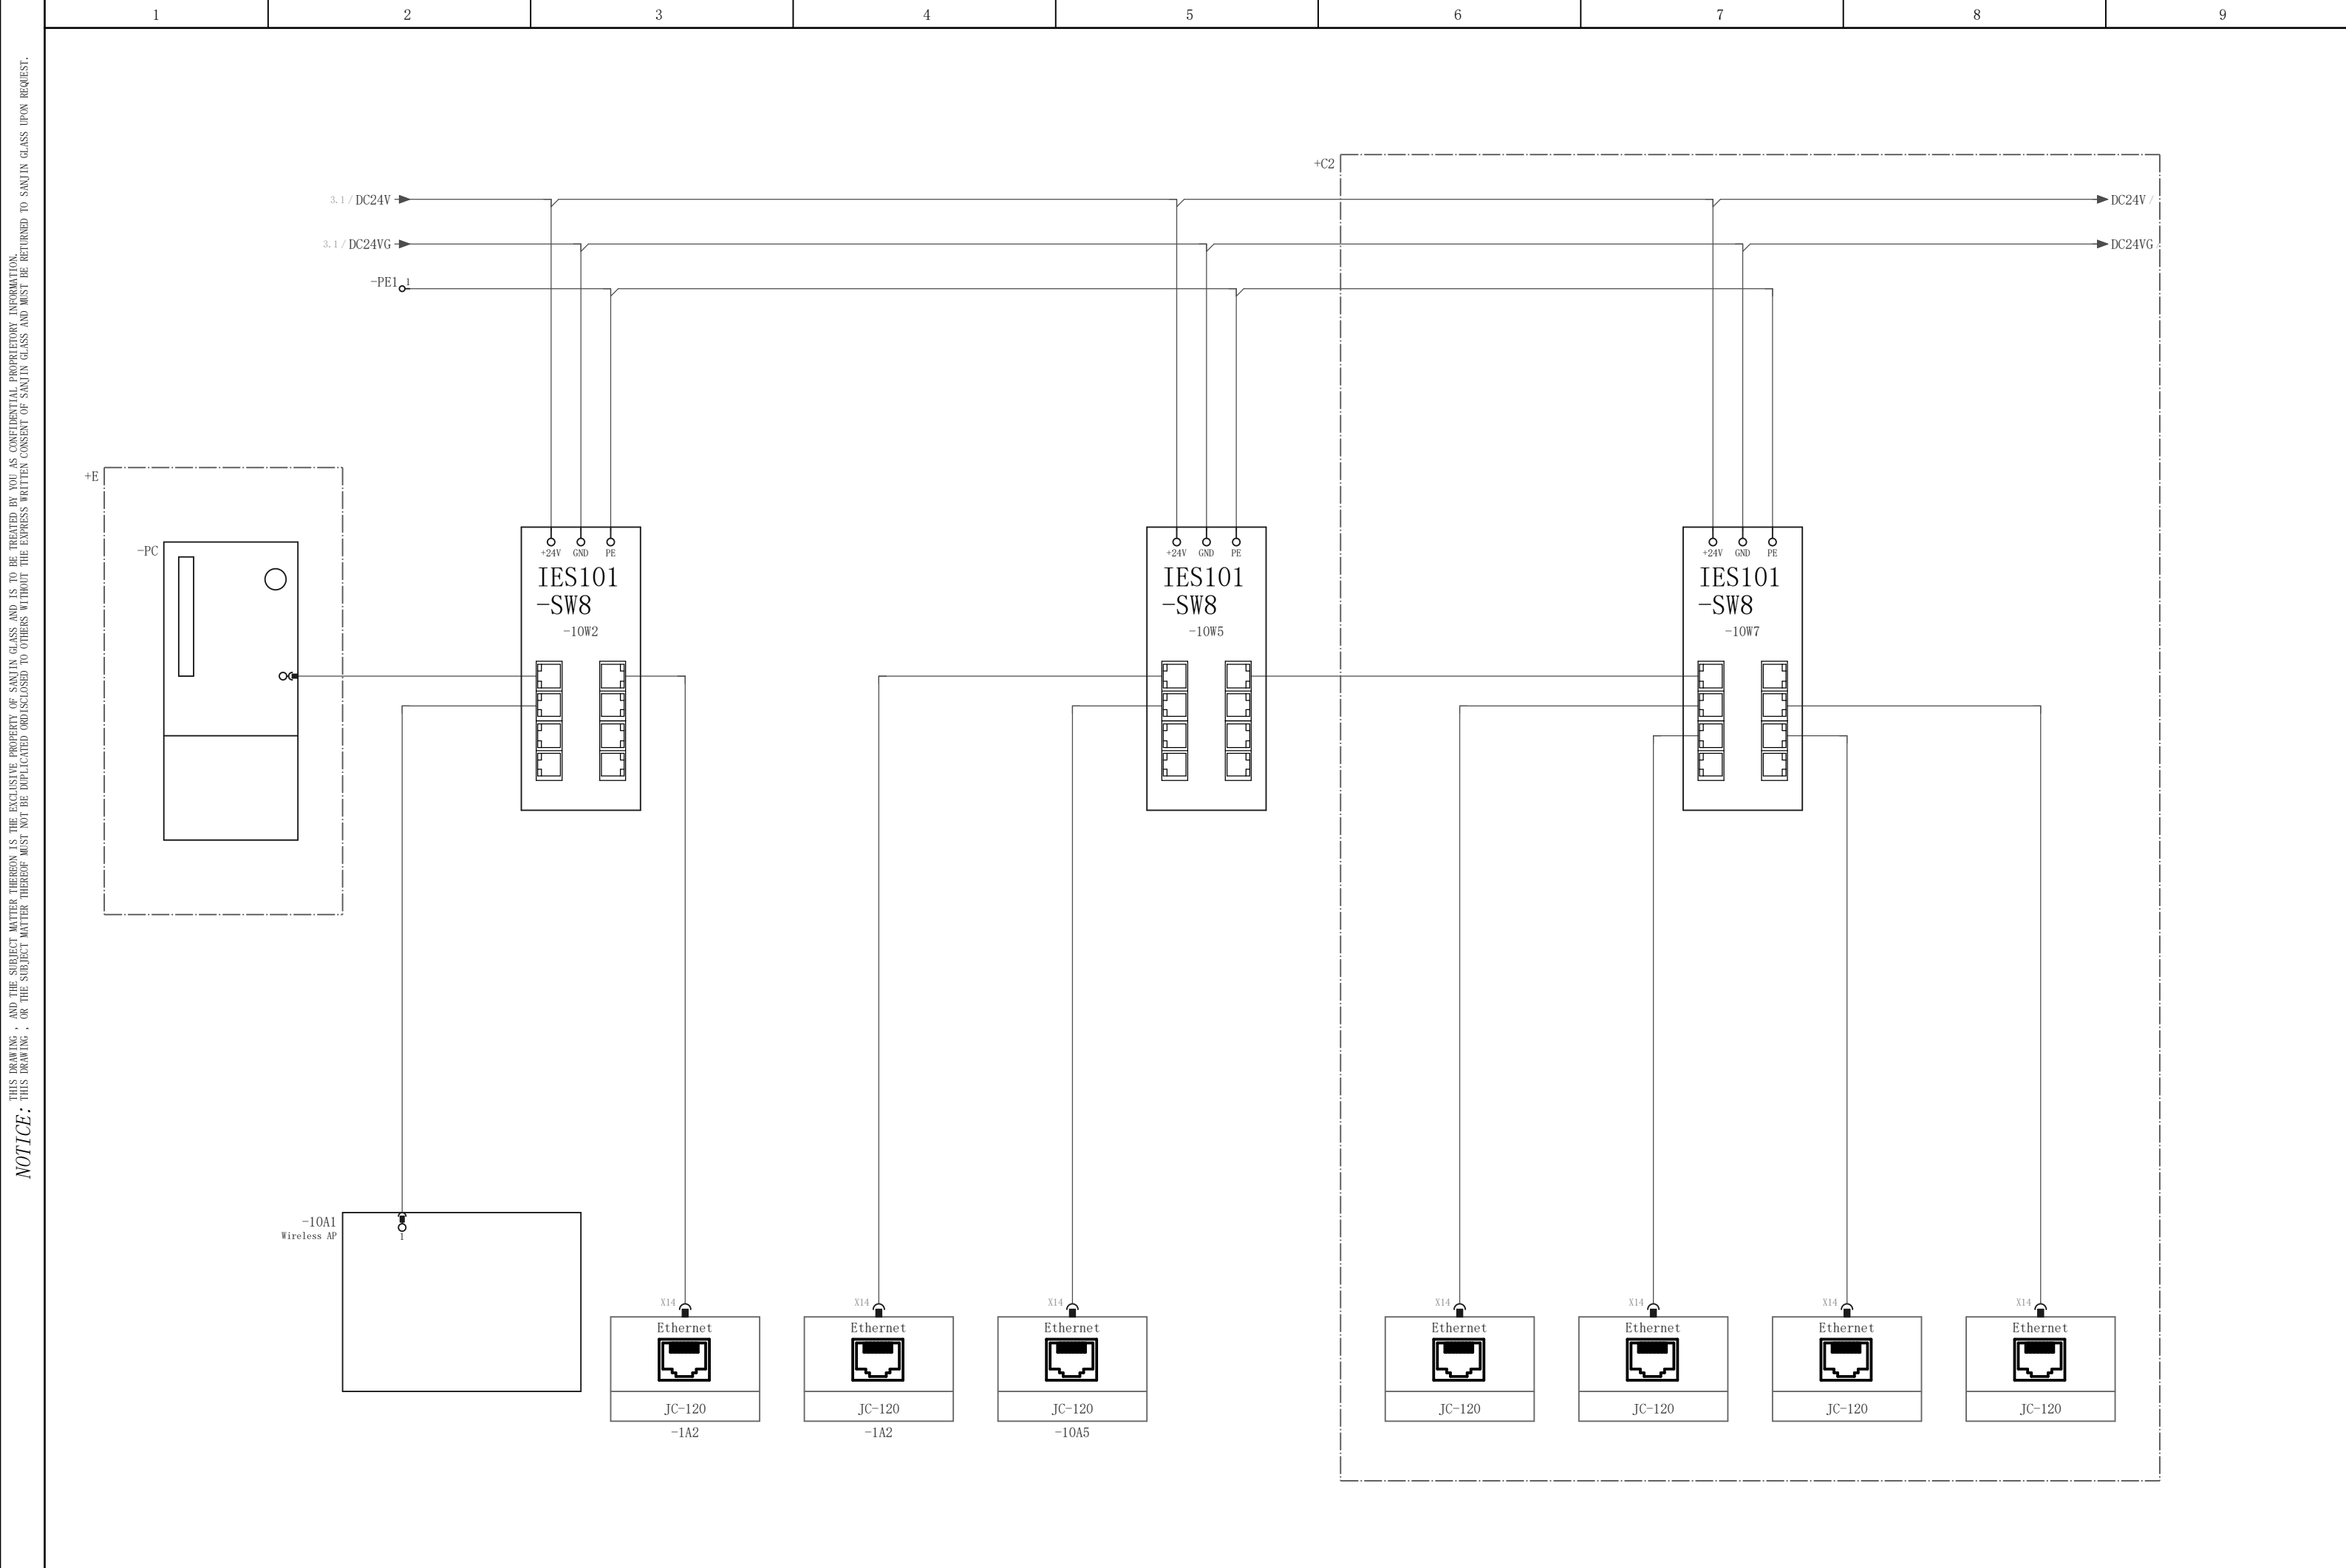 1 2 3 4 5 6 7 8 9
NOTICE:
THIS DRAWING , AND THE SUBJECT MATTER THEREON IS THE EXCLUSIVE PROPERTY OF SANJIN GLASS AND IS TO BE TREATED BY YOU AS CONFIDENTIAL PROPRIETORY INFORMATION.
THIS DRAWING , OR THE SUBJECT MATTER THEREOF MUST NOT BE DUPLICATED ORDISCLOSED TO OTHERS WITHOUT THE EXPRESS WRITTEN CONSENT OF SANJIN GLASS AND MUST BE RETURNED TO SANJIN GLASS UPON REQUEST.
+C2
3.1 / DC24V
DC24V /
3.1 / DC24VG
DC24VG /
-PE1 1
+E
-PC
+24V GND PE
IES101
-SW8
-10W2
+24V GND PE
IES101
-SW8
-10W5
+24V GND PE
IES101
-SW8
-10W7
-10A1
Wireless AP
1
X14
Ethernet
JC-120
-1A2
X14
Ethernet
JC-120
-1A2
X14
Ethernet
JC-120
-10A5
X14
Ethernet
JC-120
X14
Ethernet
JC-120
X14
Ethernet
JC-120
X14
Ethernet
JC-120